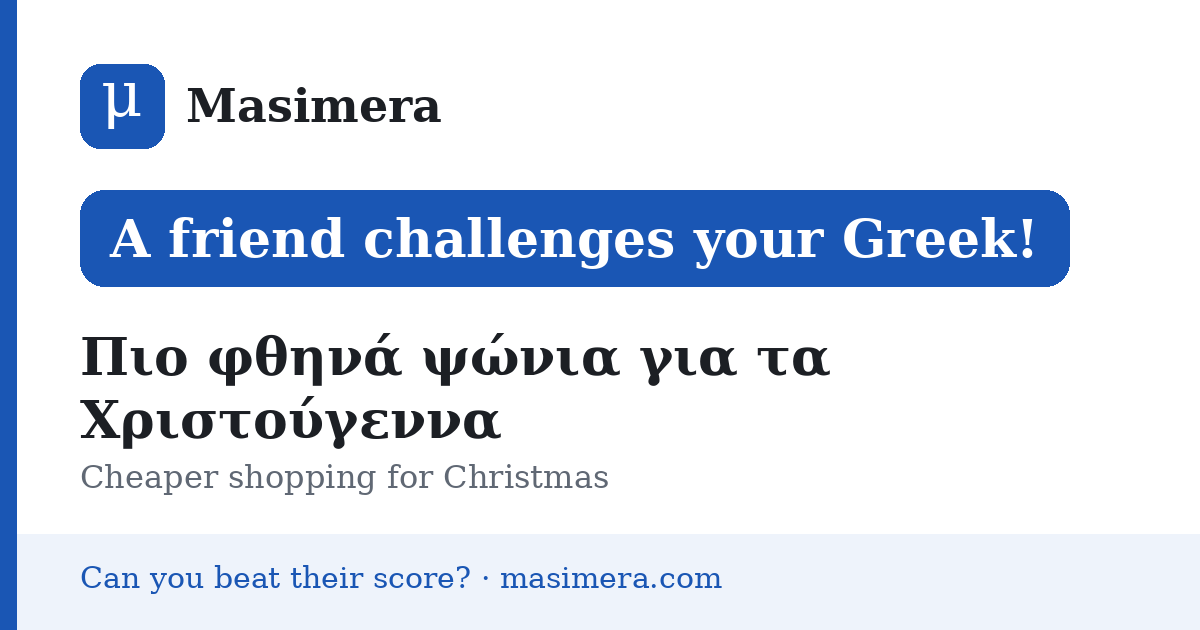 μ Masimera
A friend challenges your Greek!
Πιο φθηνά ψώνια για τα
Χριστούγεννα
Cheaper shopping for Christmas
Can you beat their score? · masimera.com